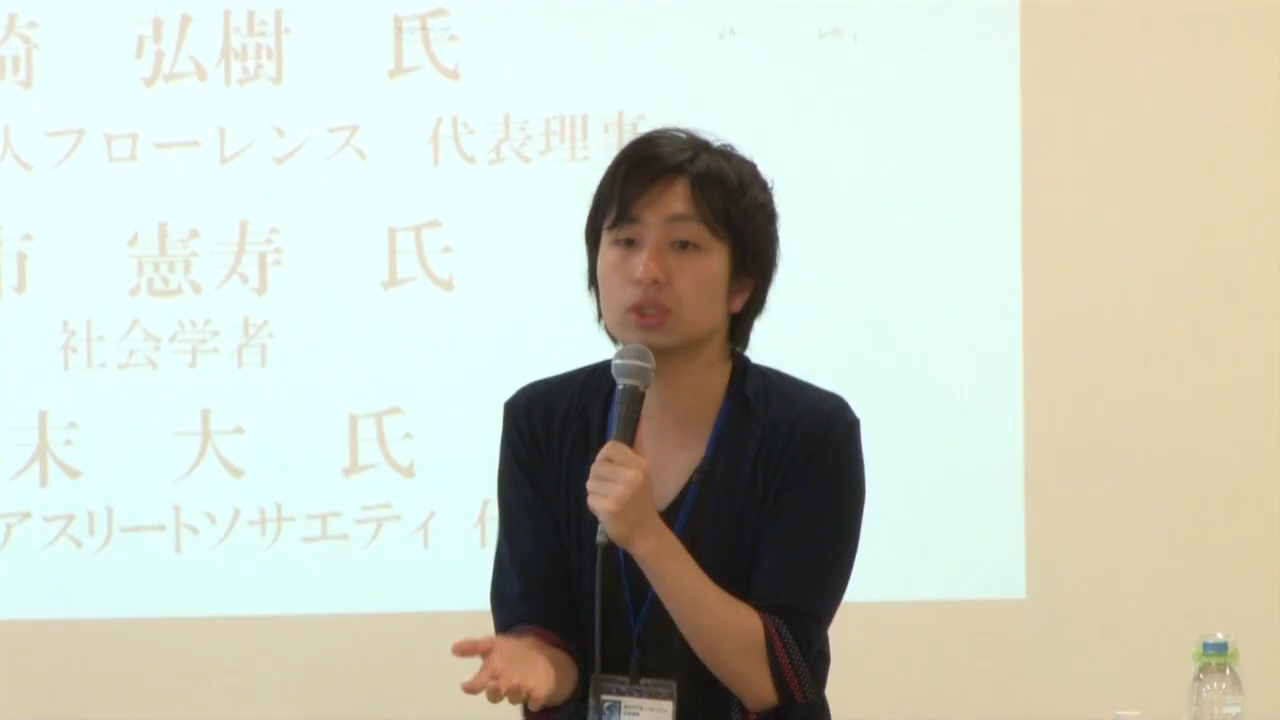 崎 弘樹 氏
人フローレンス 代表理事
市 憲寿 氏
社会学者
末 大 氏
アスリートソサエティ 代